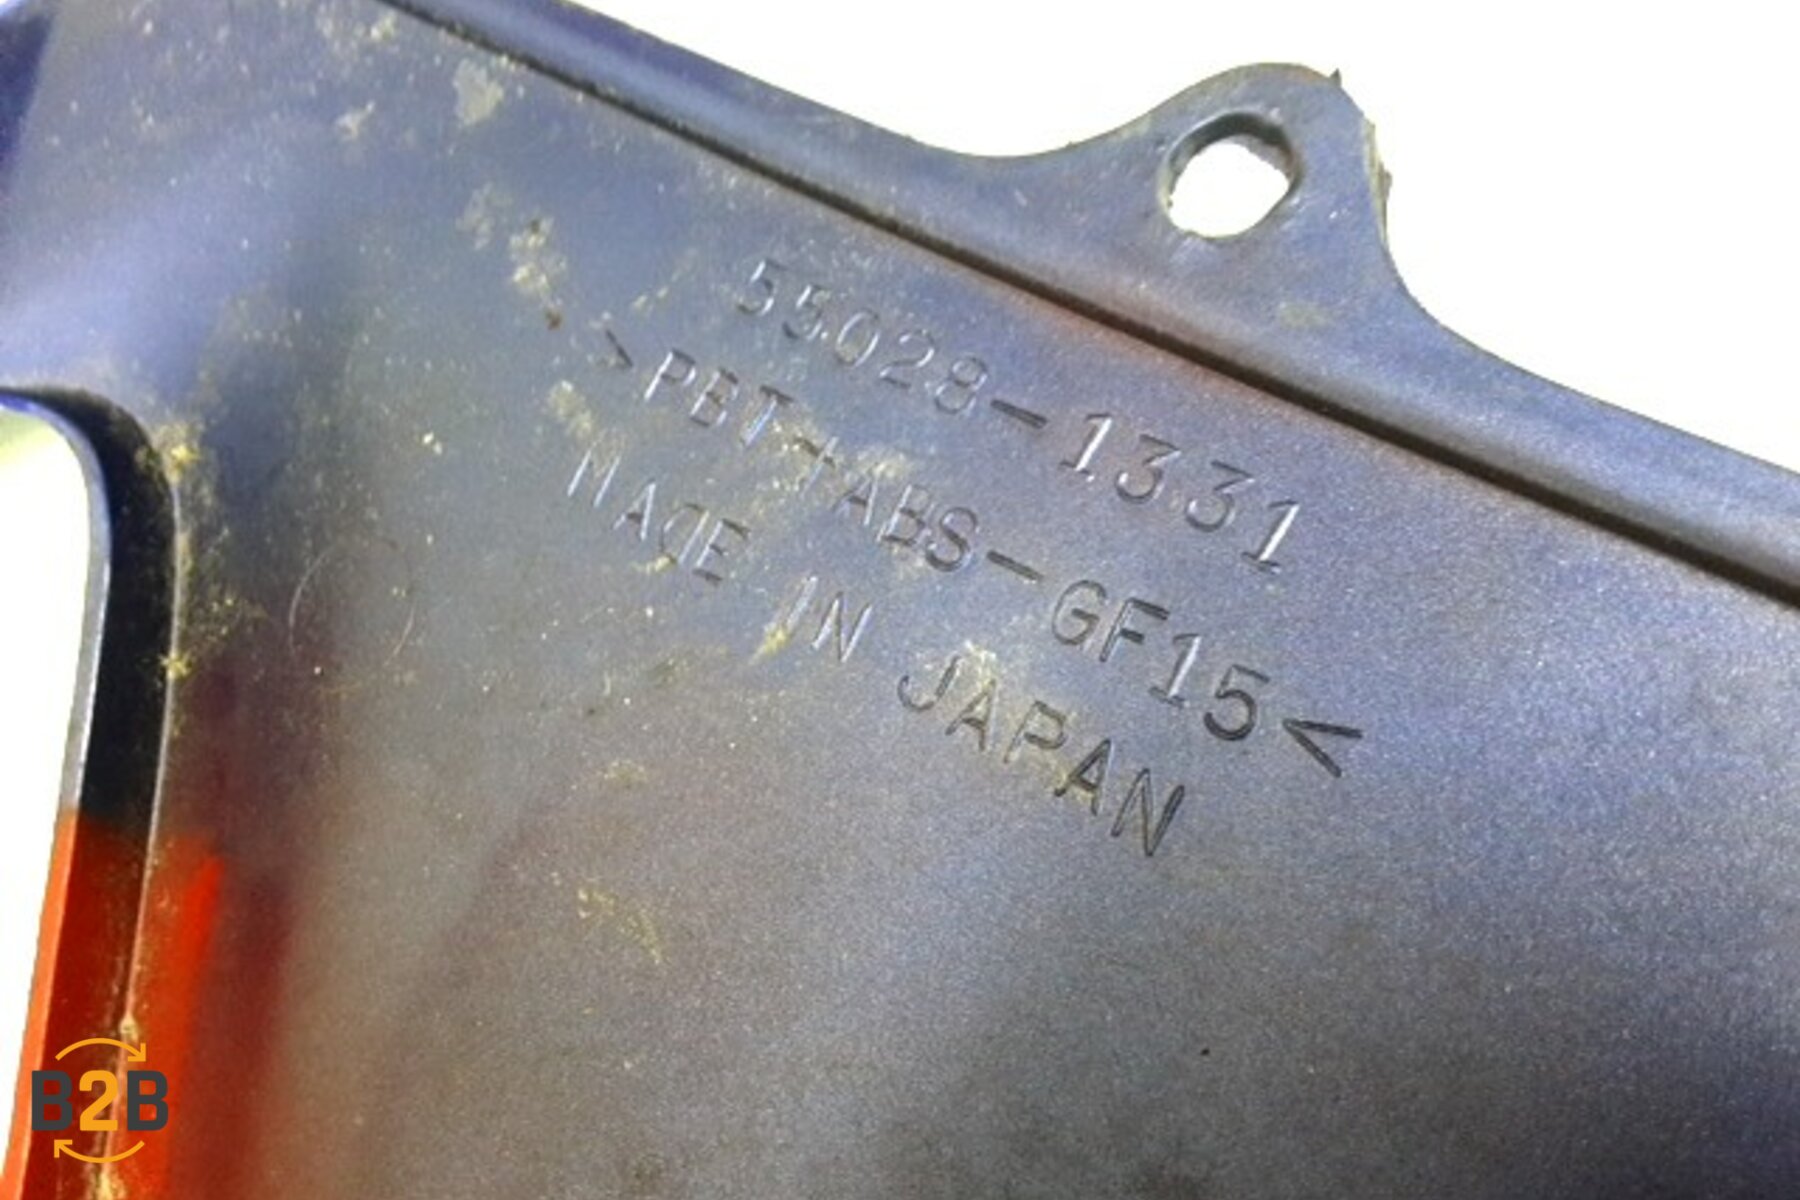 55028-1331
>PBT+ABS-GF15<
MADE IN JAPAN
B2B